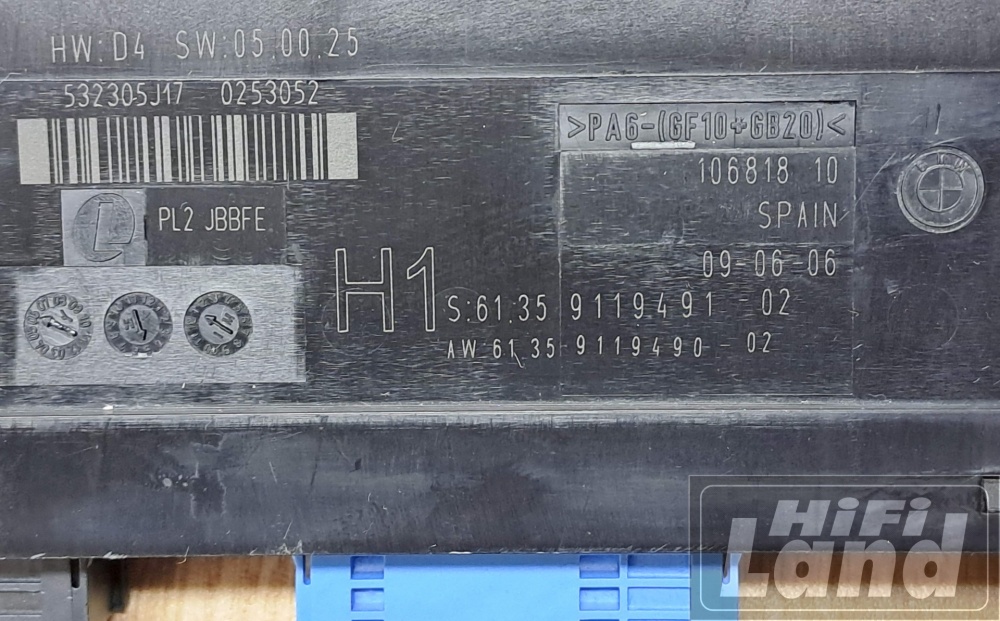 HW:D4 SW:05.00.25
532305J17 0253052
>PA6-(GF10+GB20)<
106818 10
BMW
L PL2 JBBFE
SPAIN
09-06-06
H1 S:61.35 9119491 - 02
AW:61.35-9119490-02
HiFi
Land